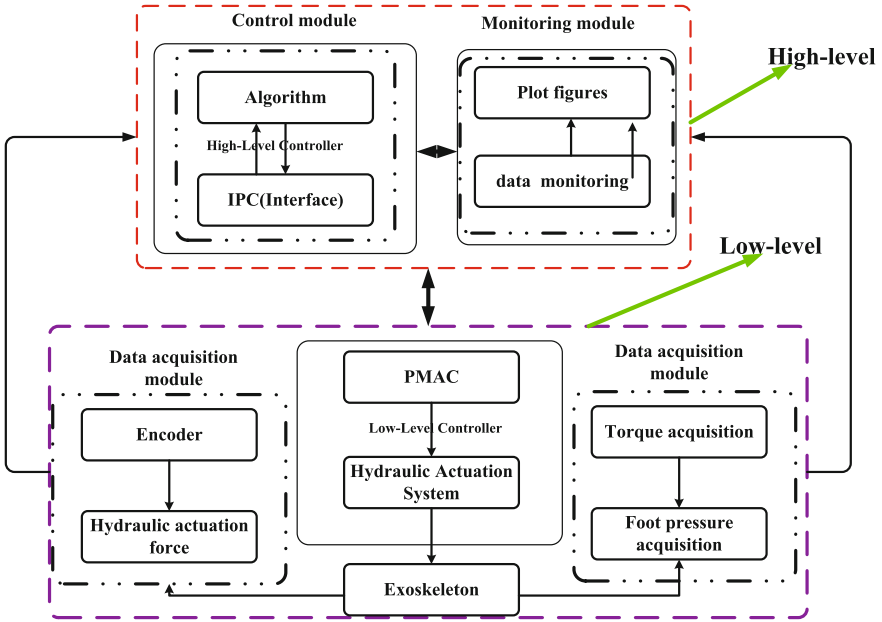 Control module
Monitoring module
High-level
Algorithm
High-Level Controller
IPC(Interface)
Plot figures
data monitoring
Low-level
Data acquisition
module
Encoder
Hydraulic actuation
force
PMAC
Low-Level Controller
Hydraulic Actuation
System
Exoskeleton
Data acquisition
module
Torque acquisition
Foot pressure
acquisition